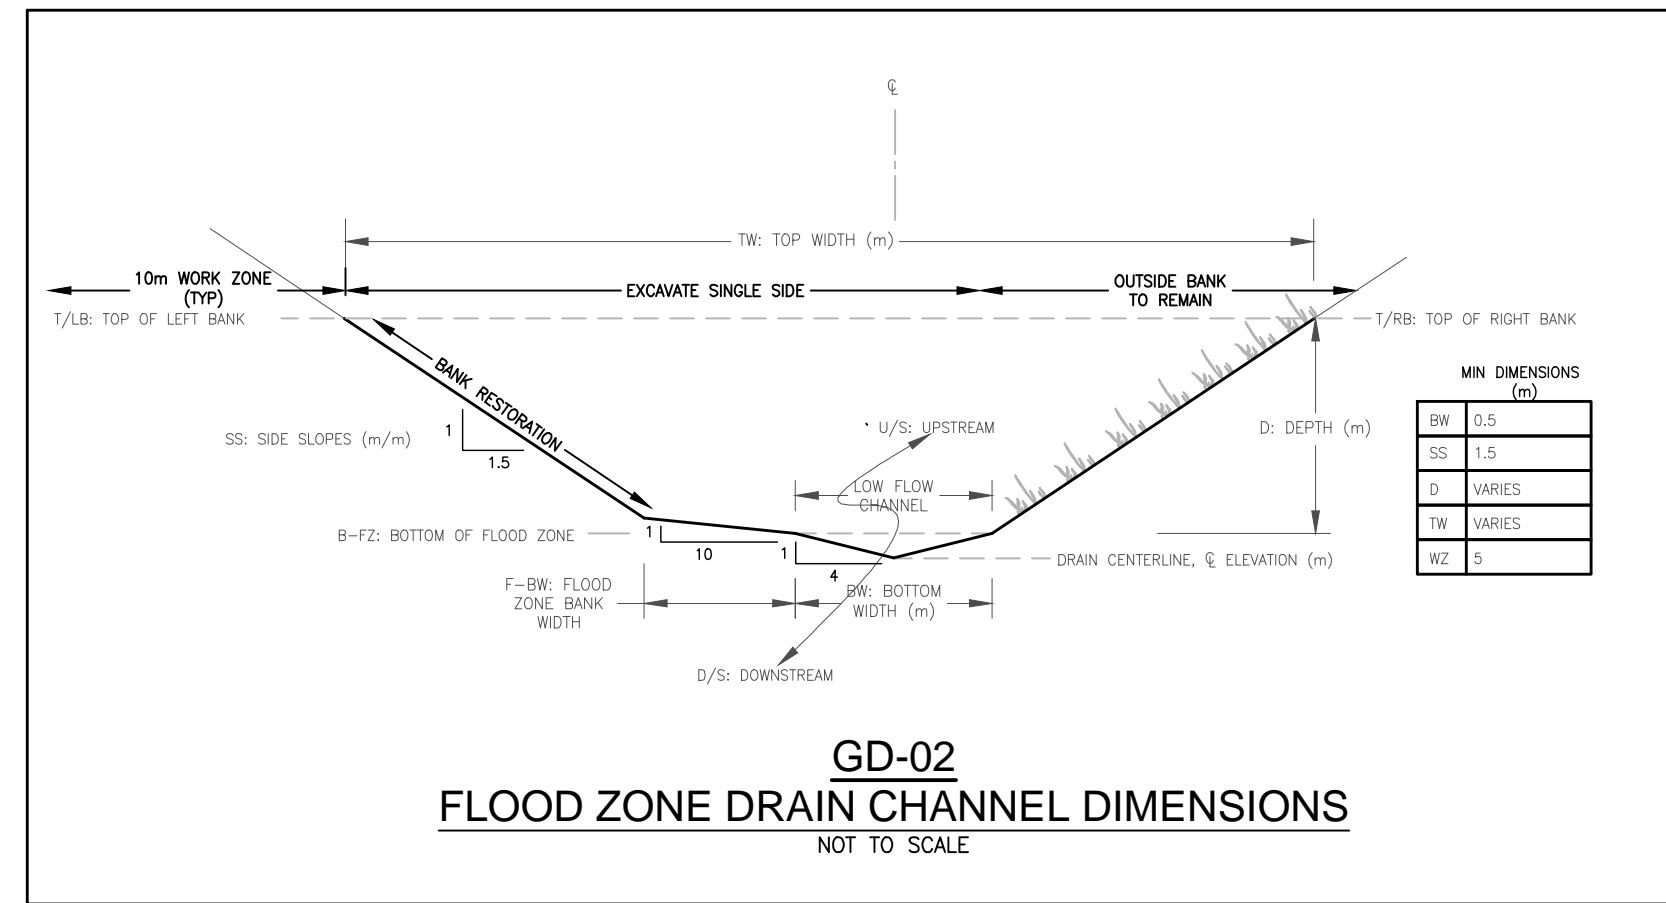 ℄
TW: TOP WIDTH (m)
10m WORK ZONE
(TYP)
EXCAVATE SINGLE SIDE
OUTSIDE BANK
TO REMAIN
T/LB: TOP OF LEFT BANK
T/RB: TOP OF RIGHT BANK
BANK RESTORATION
SS: SIDE SLOPES (m/m)
1
1.5
U/S: UPSTREAM
D: DEPTH (m)
LOW FLOW
CHANNEL
B-FZ: BOTTOM OF FLOOD ZONE
1
10
1
4
DRAIN CENTERLINE, ℄ ELEVATION (m)
F-BW: FLOOD
ZONE BANK
WIDTH
BW: BOTTOM
WIDTH (m)
D/S: DOWNSTREAM
MIN DIMENSIONS
(m)
BW 0.5
SS 1.5
D VARIES
TW VARIES
WZ 5
GD-02
FLOOD ZONE DRAIN CHANNEL DIMENSIONS
NOT TO SCALE